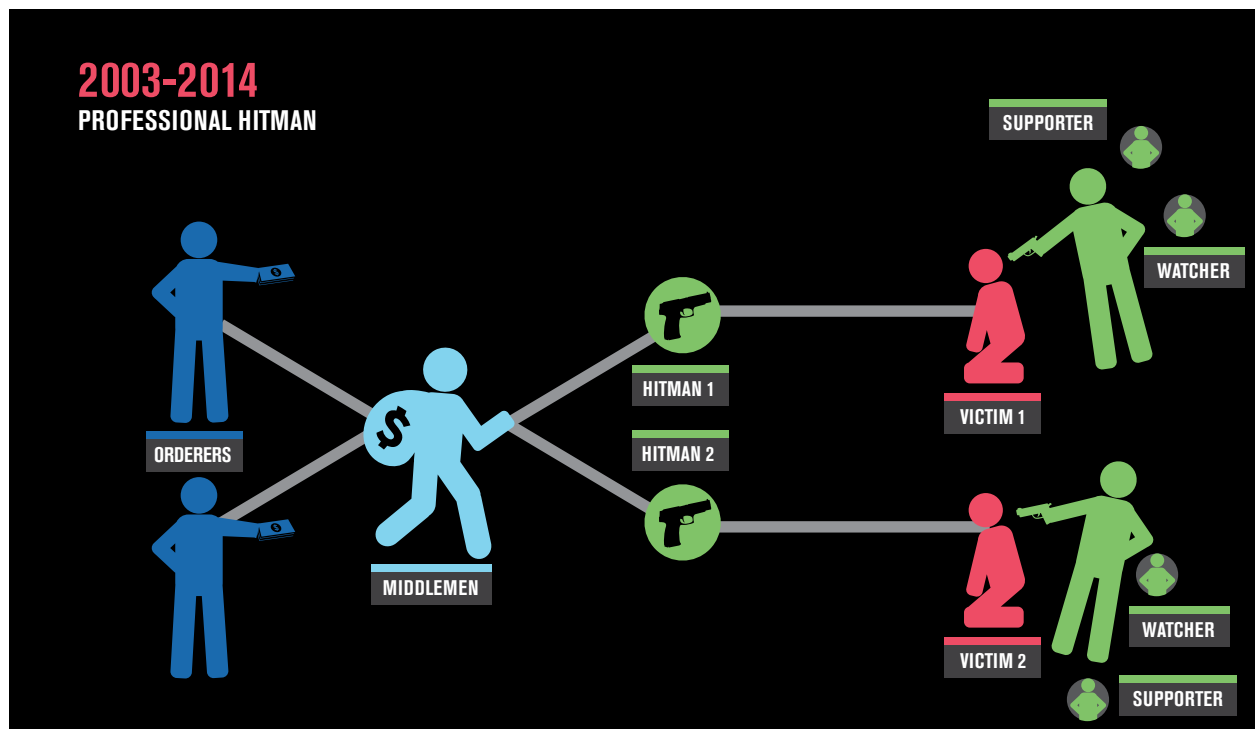 2003-2014
PROFESSIONAL HITMAN
SUPPORTER
WATCHER
$
$
ORDERERS
HITMAN 1
VICTIM 1
HITMAN 2
$
MIDDLEMEN
WATCHER
VICTIM 2
SUPPORTER